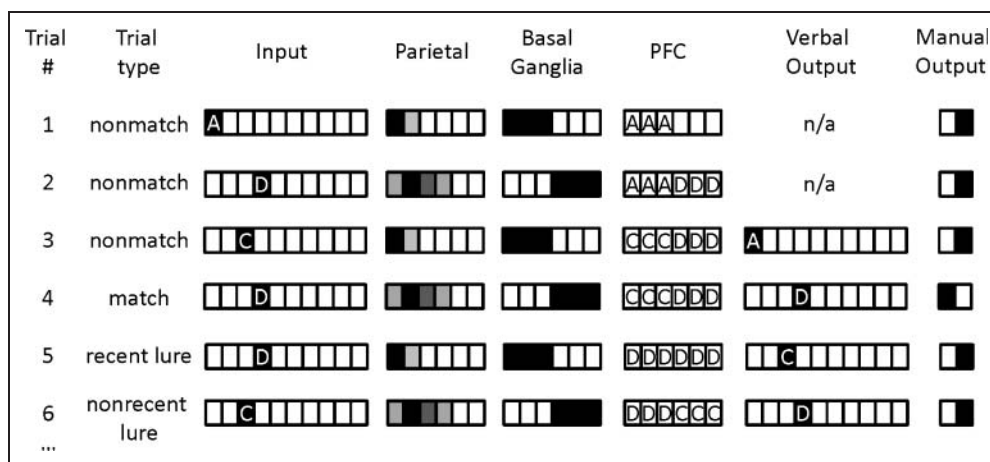 Trial # Trial type Input Parietal Basal Ganglia PFC Verbal Output Manual Output
1 nonmatch A AAA n/a
2 nonmatch D AAADDD n/a
3 nonmatch C CCCDDD A
4 match D CCCDDD D
5 recent lure D DDDDDD C
6 nonrecent lure C DDDCCC D
...